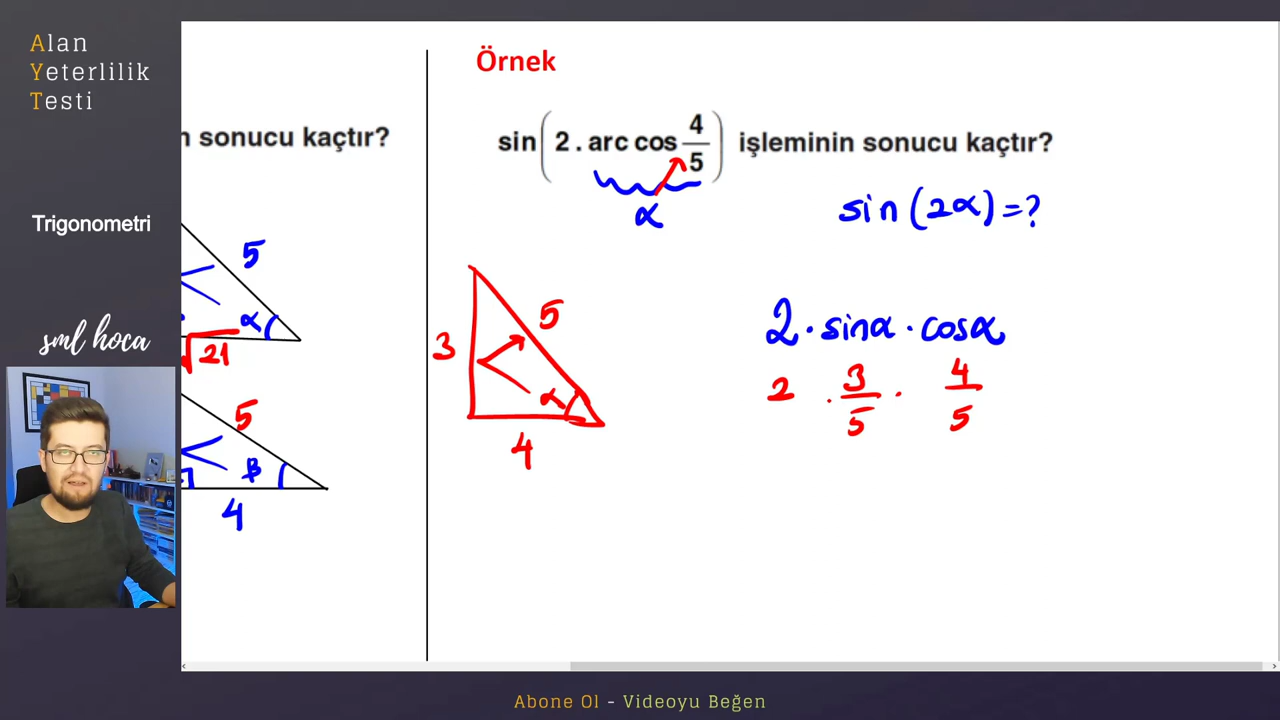 Alan
Yeterlilik
Testi
Trigonometri
sml hoca
n sonucu kaçtır?
5
α
√21
5
β
4
Örnek
sin(2 . arc cos 4/5) işleminin sonucu kaçtır?
α
sin(2α)=?
3
5
α
4
2 · sinα · cosα
2 · 3/5 · 4/5
Abone Ol - Videoyu Beğen